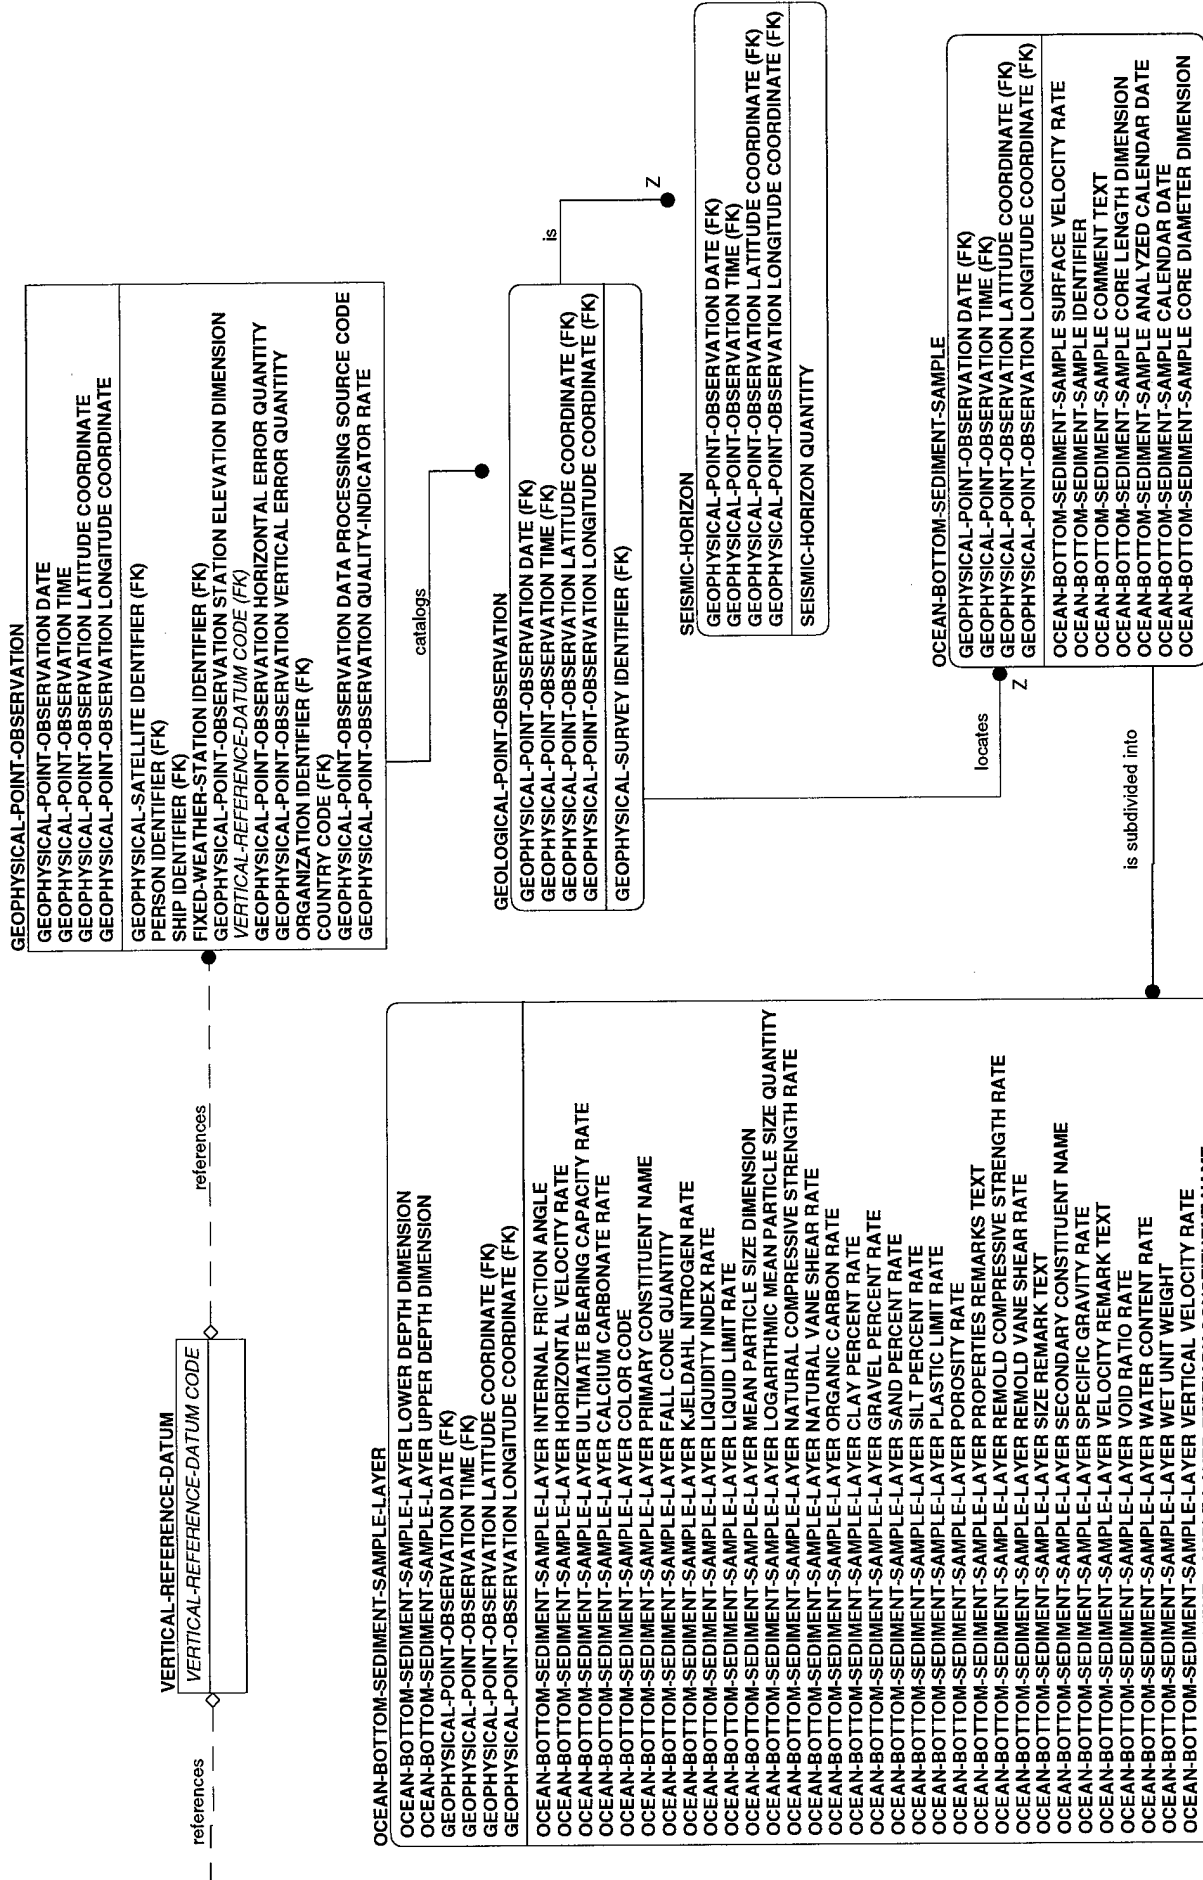 references
VERTICAL-REFERENCE-DATUM
VERTICAL-REFERENCE-DATUM CODE
references
GEOPHYSICAL-POINT-OBSERVATION
GEOPHYSICAL-POINT-OBSERVATION DATE
GEOPHYSICAL-POINT-OBSERVATION TIME
GEOPHYSICAL-POINT-OBSERVATION LATITUDE COORDINATE
GEOPHYSICAL-POINT-OBSERVATION LONGITUDE COORDINATE
GEOPHYSICAL-SATELLITE IDENTIFIER (FK)
PERSON IDENTIFIER (FK)
SHIP IDENTIFIER (FK)
FIXED-WEATHER-STATION IDENTIFIER (FK)
GEOPHYSICAL-POINT-OBSERVATION STATION ELEVATION DIMENSION
VERTICAL-REFERENCE-DATUM CODE (FK)
GEOPHYSICAL-POINT-OBSERVATION HORIZONTAL ERROR QUANTITY
GEOPHYSICAL-POINT-OBSERVATION VERTICAL ERROR QUANTITY
ORGANIZATION IDENTIFIER (FK)
COUNTRY CODE (FK)
GEOPHYSICAL-POINT-OBSERVATION DATA PROCESSING SOURCE CODE
GEOPHYSICAL-POINT-OBSERVATION QUALITY-INDICATOR RATE
catalogs
GEOLOGICAL-POINT-OBSERVATION
GEOPHYSICAL-POINT-OBSERVATION DATE (FK)
GEOPHYSICAL-POINT-OBSERVATION TIME (FK)
GEOPHYSICAL-POINT-OBSERVATION LATITUDE COORDINATE (FK)
GEOPHYSICAL-POINT-OBSERVATION LONGITUDE COORDINATE (FK)
GEOPHYSICAL-SURVEY IDENTIFIER (FK)
is
Z
SEISMIC-HORIZON
GEOPHYSICAL-POINT-OBSERVATION DATE (FK)
GEOPHYSICAL-POINT-OBSERVATION TIME (FK)
GEOPHYSICAL-POINT-OBSERVATION LATITUDE COORDINATE (FK)
GEOPHYSICAL-POINT-OBSERVATION LONGITUDE COORDINATE (FK)
SEISMIC-HORIZON QUANTITY
locates
Z
OCEAN-BOTTOM-SEDIMENT-SAMPLE
GEOPHYSICAL-POINT-OBSERVATION DATE (FK)
GEOPHYSICAL-POINT-OBSERVATION TIME (FK)
GEOPHYSICAL-POINT-OBSERVATION LATITUDE COORDINATE (FK)
GEOPHYSICAL-POINT-OBSERVATION LONGITUDE COORDINATE (FK)
OCEAN-BOTTOM-SEDIMENT-SAMPLE SURFACE VELOCITY RATE
OCEAN-BOTTOM-SEDIMENT-SAMPLE IDENTIFIER
OCEAN-BOTTOM-SEDIMENT-SAMPLE COMMENT TEXT
OCEAN-BOTTOM-SEDIMENT-SAMPLE CORE LENGTH DIMENSION
OCEAN-BOTTOM-SEDIMENT-SAMPLE ANALYZED CALENDAR DATE
OCEAN-BOTTOM-SEDIMENT-SAMPLE CALENDAR DATE
OCEAN-BOTTOM-SEDIMENT-SAMPLE CORE DIAMETER DIMENSION
is subdivided into
OCEAN-BOTTOM-SEDIMENT-SAMPLE-LAYER
OCEAN-BOTTOM-SEDIMENT-SAMPLE-LAYER LOWER DEPTH DIMENSION
OCEAN-BOTTOM-SEDIMENT-SAMPLE-LAYER UPPER DEPTH DIMENSION
GEOPHYSICAL-POINT-OBSERVATION DATE (FK)
GEOPHYSICAL-POINT-OBSERVATION TIME (FK)
GEOPHYSICAL-POINT-OBSERVATION LATITUDE COORDINATE (FK)
GEOPHYSICAL-POINT-OBSERVATION LONGITUDE COORDINATE (FK)
OCEAN-BOTTOM-SEDIMENT-SAMPLE-LAYER INTERNAL FRICTION ANGLE
OCEAN-BOTTOM-SEDIMENT-SAMPLE-LAYER HORIZONTAL VELOCITY RATE
OCEAN-BOTTOM-SEDIMENT-SAMPLE-LAYER ULTIMATE BEARING CAPACITY RATE
OCEAN-BOTTOM-SEDIMENT-SAMPLE-LAYER CALCIUM CARBONATE RATE
OCEAN-BOTTOM-SEDIMENT-SAMPLE-LAYER COLOR CODE
OCEAN-BOTTOM-SEDIMENT-SAMPLE-LAYER PRIMARY CONSTITUENT NAME
OCEAN-BOTTOM-SEDIMENT-SAMPLE-LAYER FALL CONE QUANTITY
OCEAN-BOTTOM-SEDIMENT-SAMPLE-LAYER KJELDAHL NITROGEN RATE
OCEAN-BOTTOM-SEDIMENT-SAMPLE-LAYER LIQUIDITY INDEX RATE
OCEAN-BOTTOM-SEDIMENT-SAMPLE-LAYER LIQUID LIMIT RATE
OCEAN-BOTTOM-SEDIMENT-SAMPLE-LAYER MEAN PARTICLE SIZE DIMENSION
OCEAN-BOTTOM-SEDIMENT-SAMPLE-LAYER LOGARITHMIC MEAN PARTICLE SIZE QUANTITY
OCEAN-BOTTOM-SEDIMENT-SAMPLE-LAYER NATURAL COMPRESSIVE STRENGTH RATE
OCEAN-BOTTOM-SEDIMENT-SAMPLE-LAYER NATURAL VANE SHEAR RATE
OCEAN-BOTTOM-SEDIMENT-SAMPLE-LAYER ORGANIC CARBON RATE
OCEAN-BOTTOM-SEDIMENT-SAMPLE-LAYER CLAY PERCENT RATE
OCEAN-BOTTOM-SEDIMENT-SAMPLE-LAYER GRAVEL PERCENT RATE
OCEAN-BOTTOM-SEDIMENT-SAMPLE-LAYER SAND PERCENT RATE
OCEAN-BOTTOM-SEDIMENT-SAMPLE-LAYER SILT PERCENT RATE
OCEAN-BOTTOM-SEDIMENT-SAMPLE-LAYER PLASTIC LIMIT RATE
OCEAN-BOTTOM-SEDIMENT-SAMPLE-LAYER POROSITY RATE
OCEAN-BOTTOM-SEDIMENT-SAMPLE-LAYER PROPERTIES REMARKS TEXT
OCEAN-BOTTOM-SEDIMENT-SAMPLE-LAYER REMOLD COMPRESSIVE STRENGTH RATE
OCEAN-BOTTOM-SEDIMENT-SAMPLE-LAYER REMOLD VANE SHEAR RATE
OCEAN-BOTTOM-SEDIMENT-SAMPLE-LAYER SIZE REMARK TEXT
OCEAN-BOTTOM-SEDIMENT-SAMPLE-LAYER SECONDARY CONSTITUENT NAME
OCEAN-BOTTOM-SEDIMENT-SAMPLE-LAYER SPECIFIC GRAVITY RATE
OCEAN-BOTTOM-SEDIMENT-SAMPLE-LAYER VELOCITY REMARK TEXT
OCEAN-BOTTOM-SEDIMENT-SAMPLE-LAYER VOID RATIO RATE
OCEAN-BOTTOM-SEDIMENT-SAMPLE-LAYER WATER CONTENT RATE
OCEAN-BOTTOM-SEDIMENT-SAMPLE-LAYER WET UNIT WEIGHT
OCEAN-BOTTOM-SEDIMENT-SAMPLE-LAYER VERTICAL VELOCITY RATE